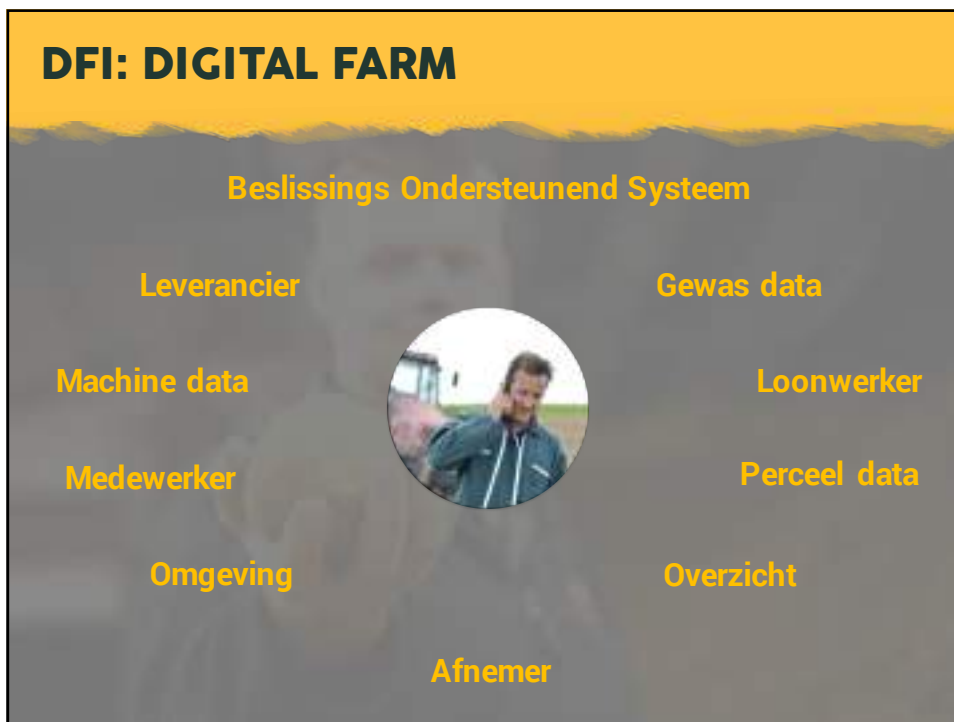 DFI: DIGITAL FARM
Beslissings Ondersteunend Systeem
Leverancier
Gewas data
Machine data
Loonwerker
Medewerker
Perceel data
Omgeving
Overzicht
Afnemer